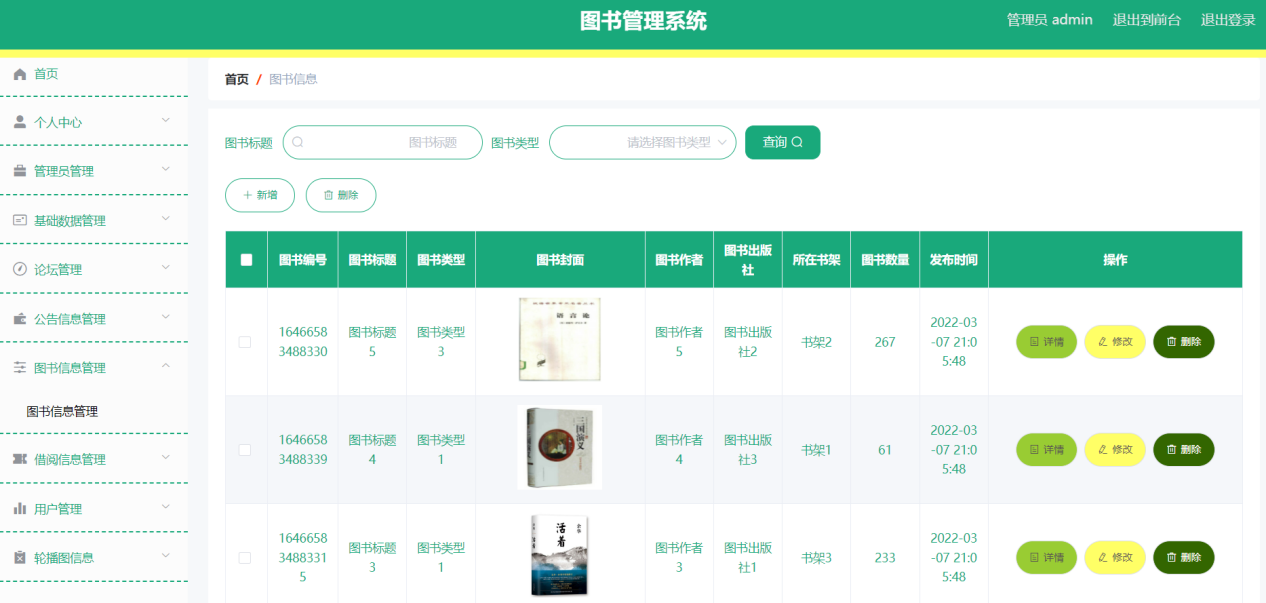 图书管理系统
管理员 admin 退出到前台 退出登录
首页
个人中心
管理员管理
基础数据管理
论坛管理
公告信息管理
图书信息管理
图书信息管理
借阅信息管理
用户管理
轮播图信息
首页 / 图书信息
图书标题 图书标题 图书类型 请选择图书类型 查询
+ 新增 删除
图书编号 图书标题 图书类型 图书封面 图书作者 图书出版社 所在书架 图书数量 发布时间 操作
1646658
3488330
图书标题
5
图书类型
3
语言论
图书作者
5
图书出版
社2
书架2
267
2022-03
-07 21:0
5:48
详情 修改 删除
1646658
3488339
图书标题
4
图书类型
1
三国演义
图书作者
4
图书出版
社3
书架1
61
2022-03
-07 21:0
5:48
详情 修改 删除
1646658
3488331
5
图书标题
3
图书类型
1
活着
余华
图书作者
3
图书出版
社1
书架3
233
2022-03
-07 21:0
5:48
详情 修改 删除